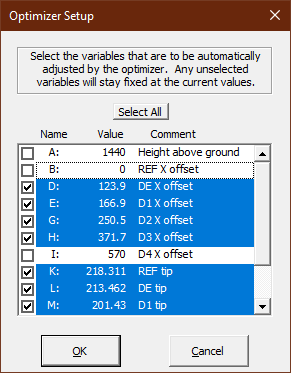 Optimizer Setup
Select the variables that are to be automatically
adjusted by the optimizer. Any unselected
variables will stay fixed at the current values.
Select All
Name Value Comment
A: 1440 Height above ground
B: 0 REF X offset
D: 123.9 DE X offset
E: 166.9 D1 X offset
G: 250.5 D2 X offset
H: 371.7 D3 X offset
I: 570 D4 X offset
K: 218.311 REF tip
L: 213.462 DE tip
M: 201.43 D1 tip
OK Cancel